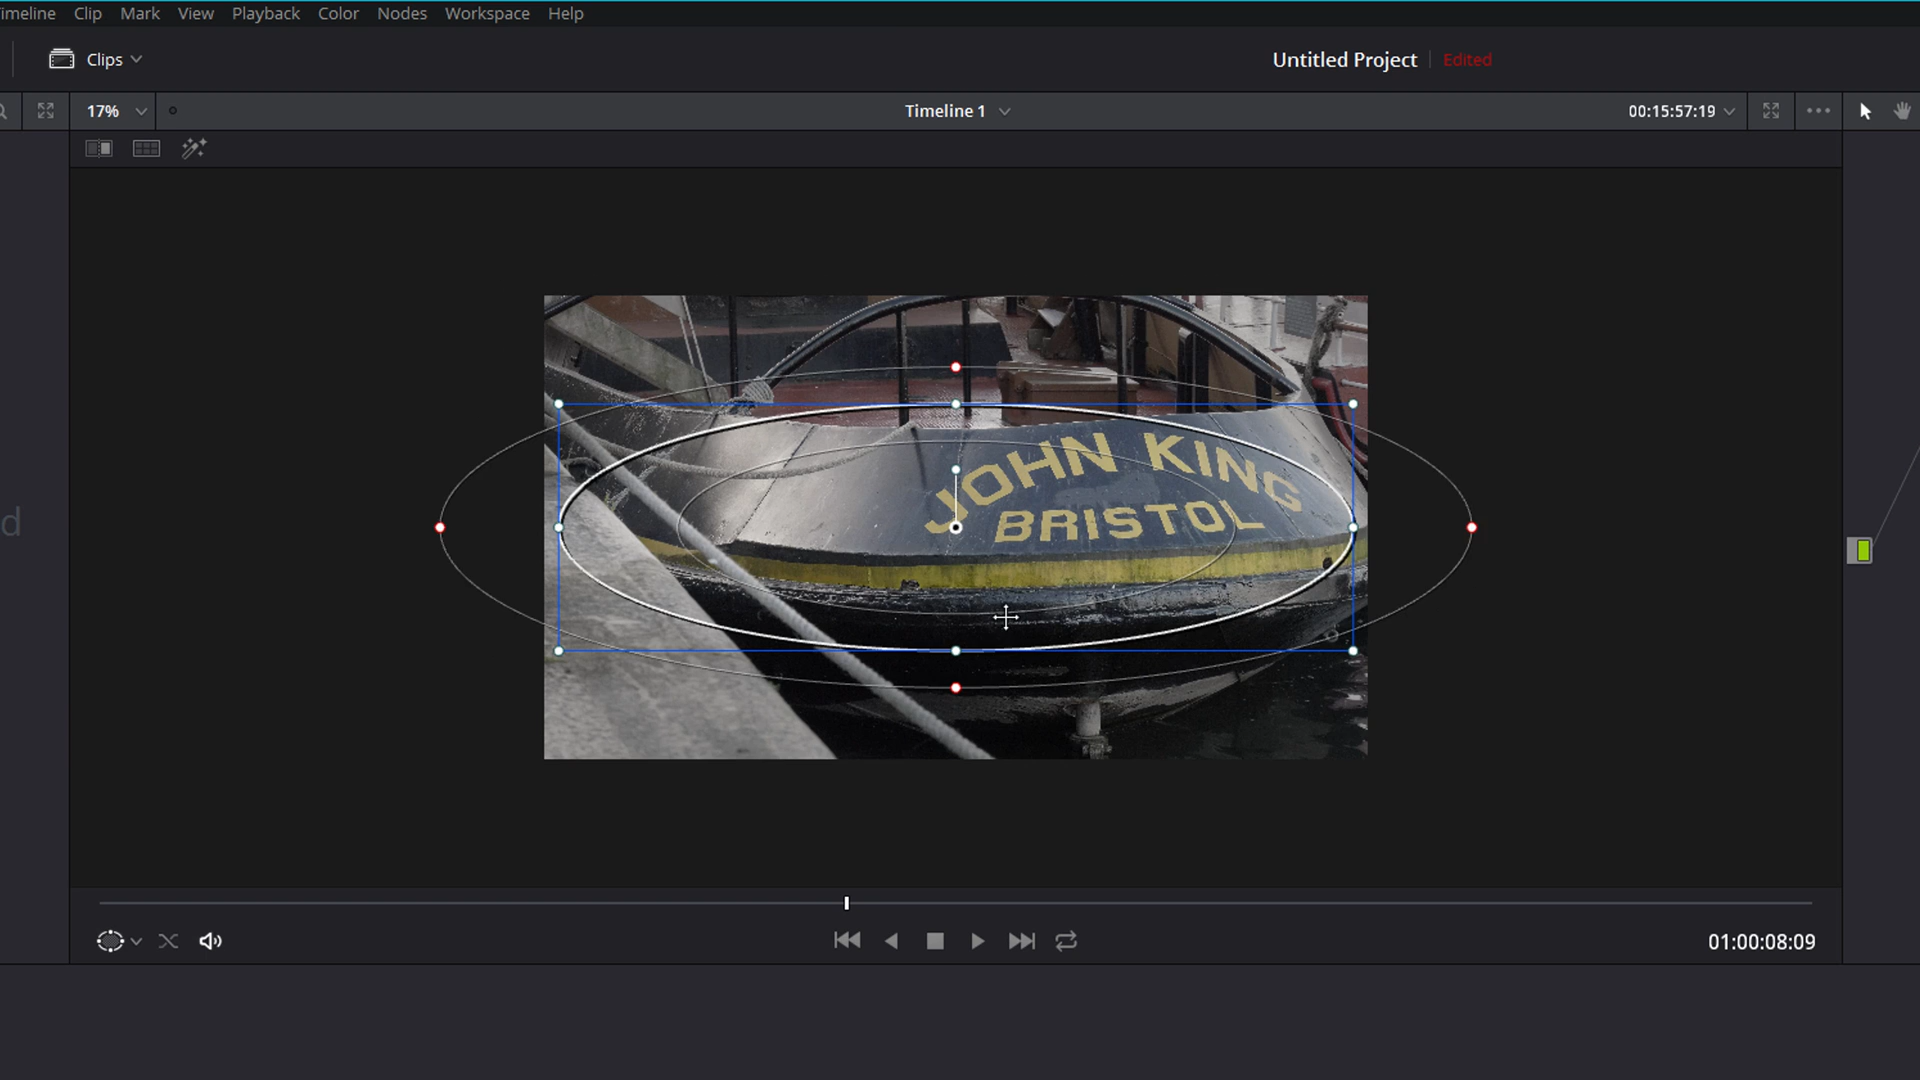 Clip Mark View Playback Color Nodes Workspace Help
Clips
Untitled Project
Edited
17%
Timeline 1
00:15:57:19
JOHN KING
BRISTOL
01:00:08:09